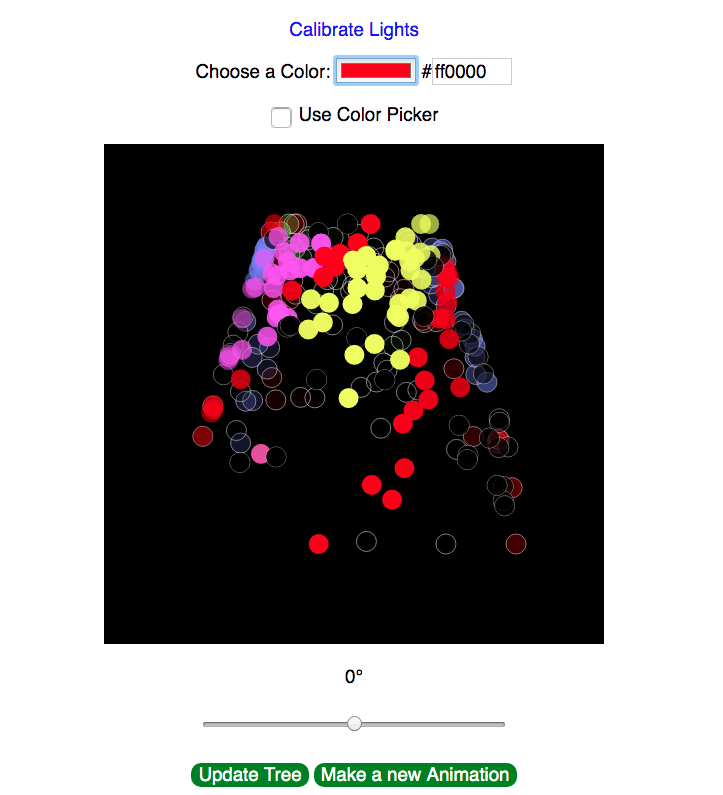 Calibrate Lights
Choose a Color: #ff0000
Use Color Picker
0°
Update Tree Make a new Animation